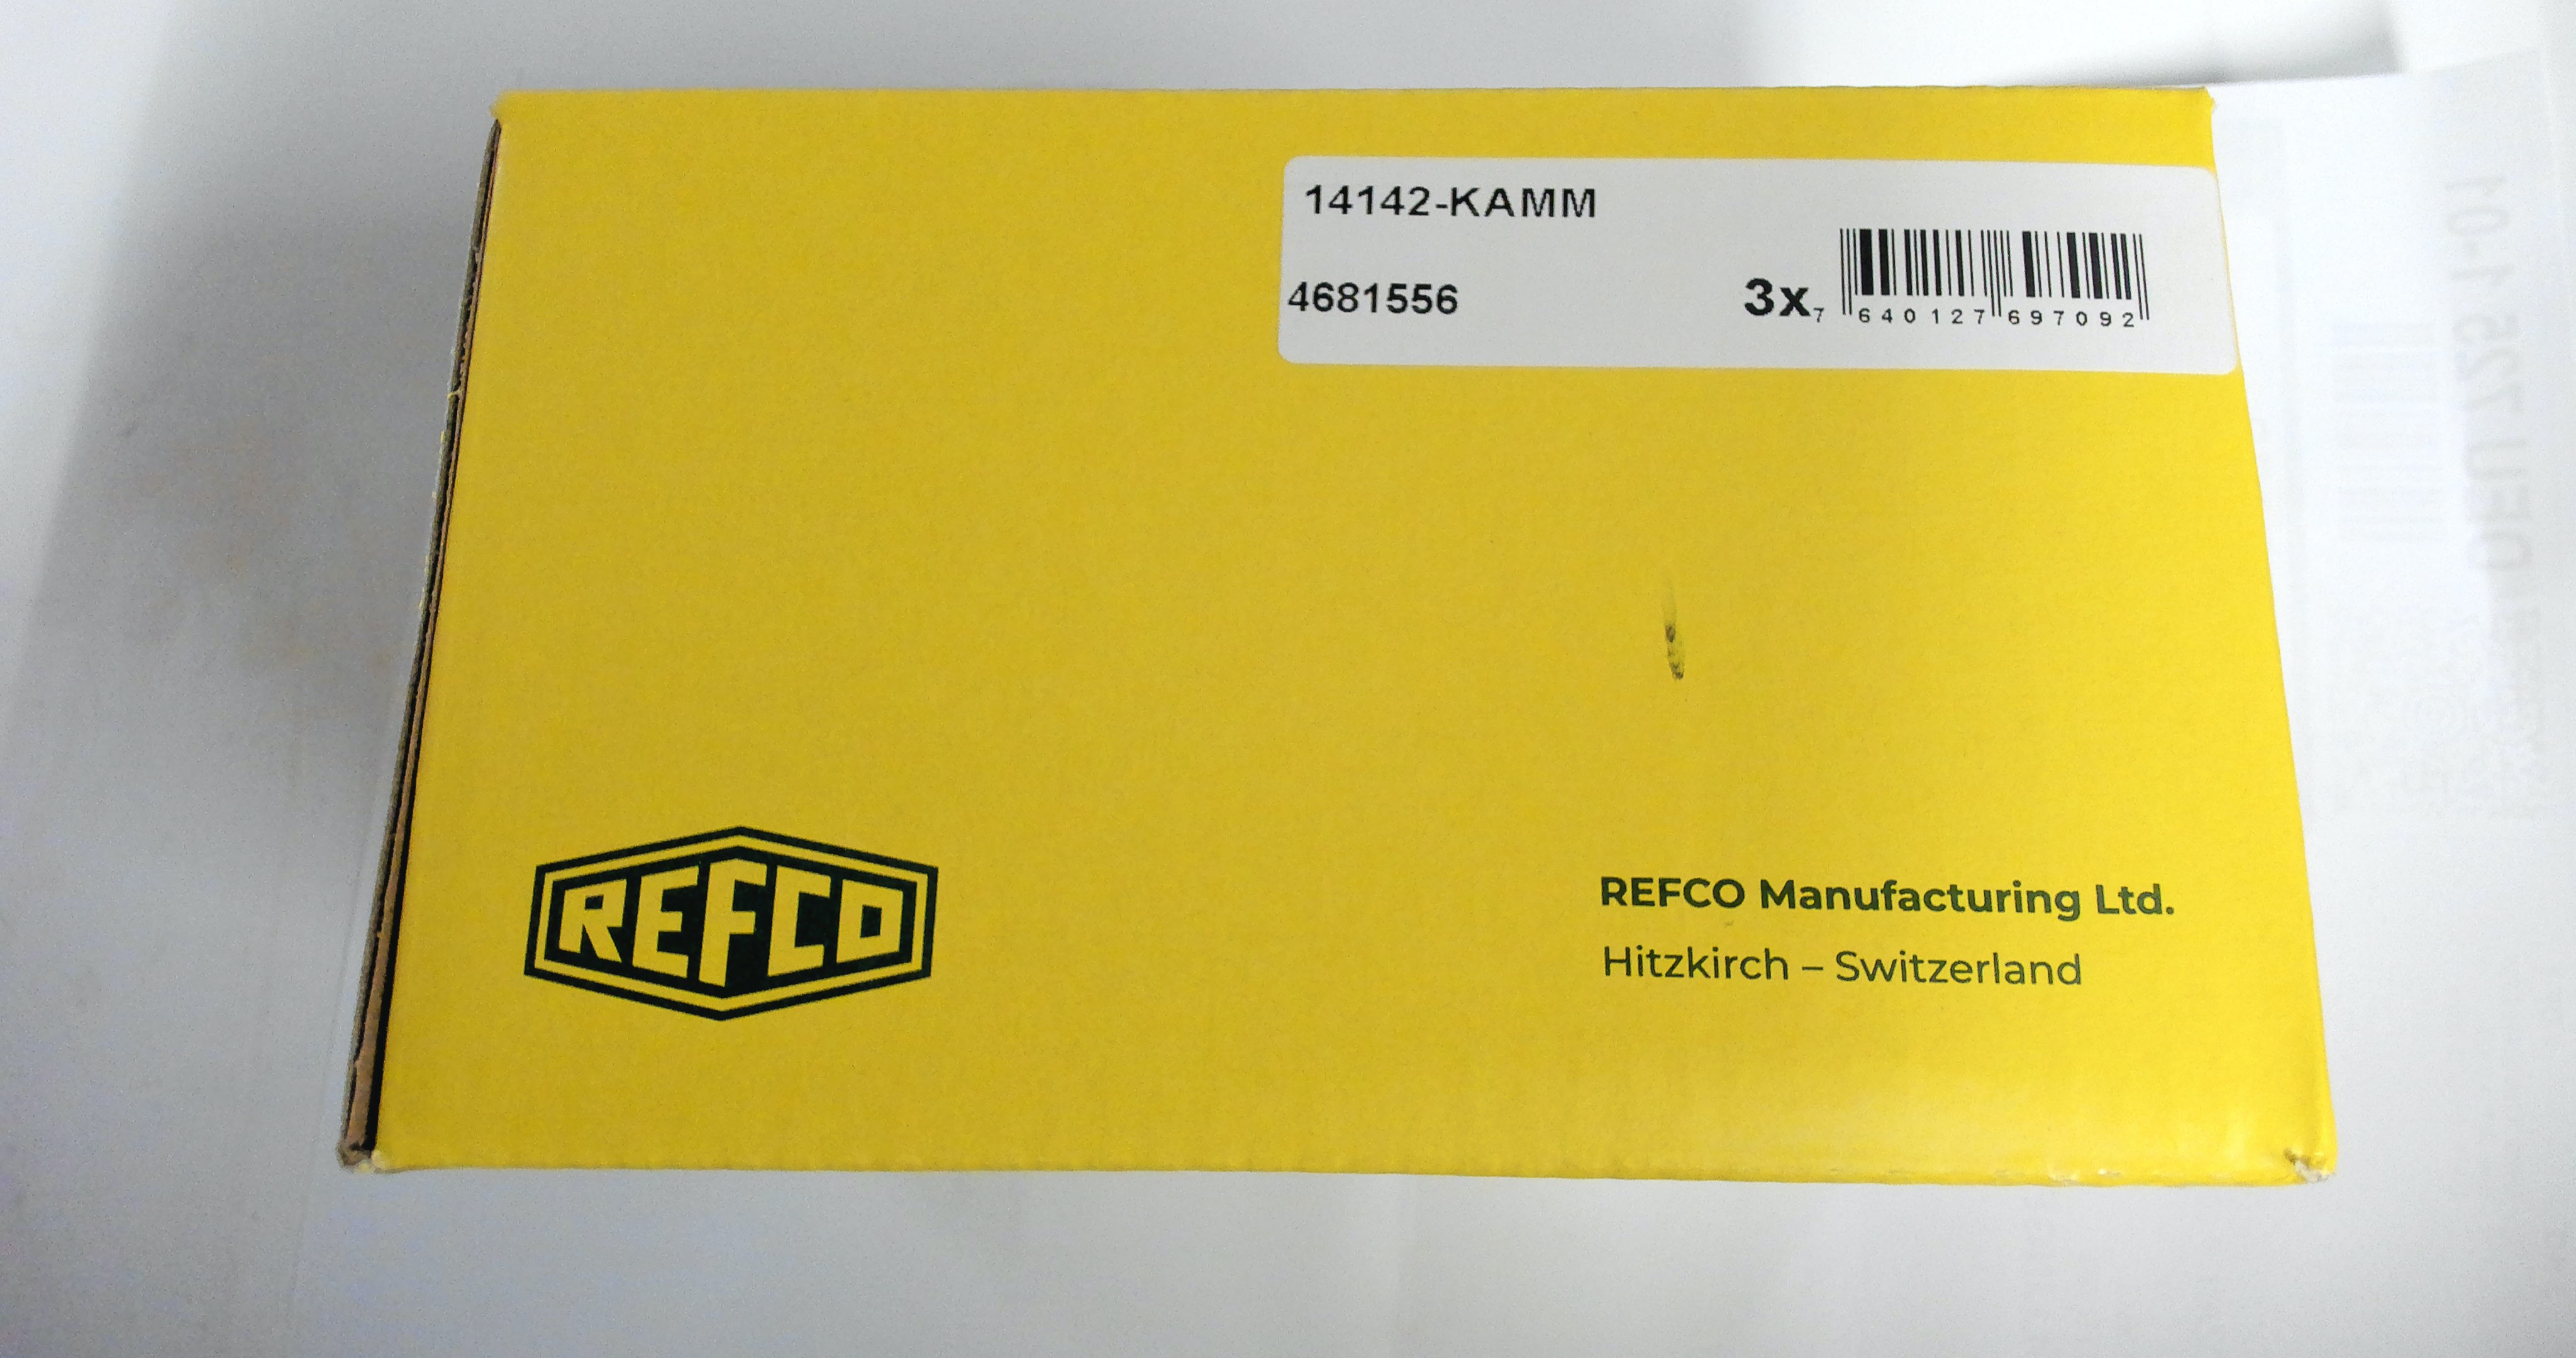 14142-KAMM
4681556
3x
7 640127 697092
REFCO
REFCO Manufacturing Ltd.
Hitzkirch – Switzerland